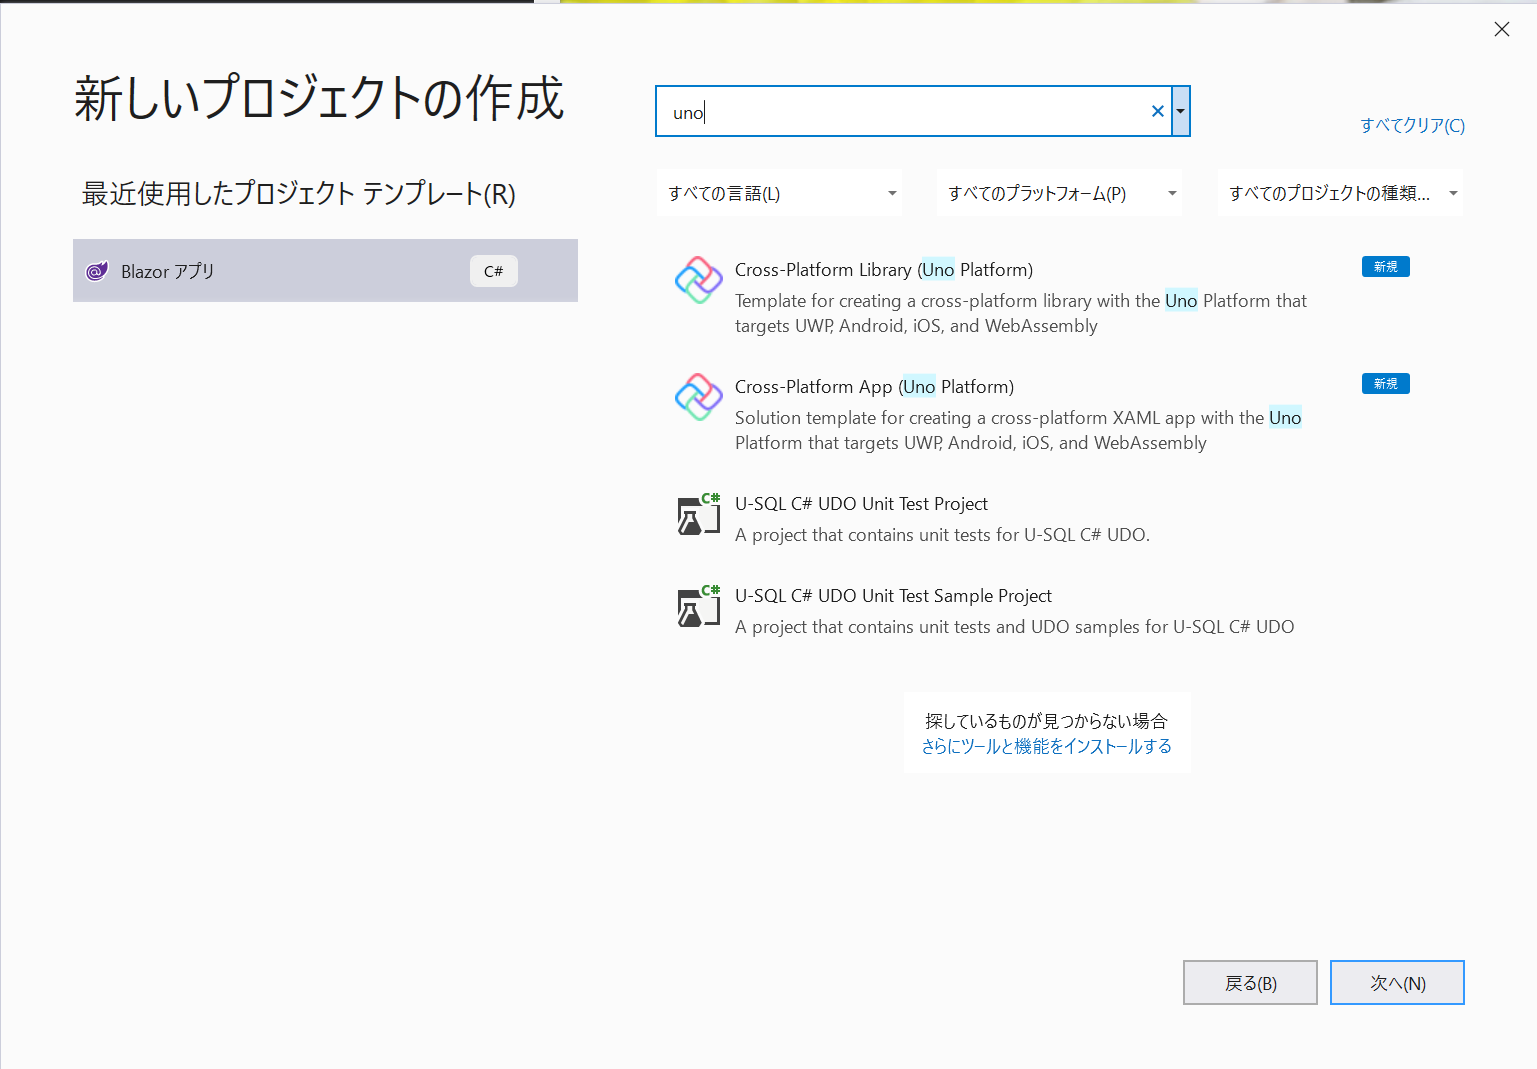 新しいプロジェクトの作成
最近使用したプロジェクト テンプレート(R)
Blazor アプリ
C#
uno
すべてクリア(C)
すべての言語(L)
すべてのプラットフォーム(P)
すべてのプロジェクトの種類...
Cross-Platform Library (Uno Platform)
新規
Template for creating a cross-platform library with the Uno Platform that
targets UWP, Android, iOS, and WebAssembly
Cross-Platform App (Uno Platform)
新規
Solution template for creating a cross-platform XAML app with the Uno
Platform that targets UWP, Android, iOS, and WebAssembly
C#
U-SQL C# UDO Unit Test Project
A project that contains unit tests for U-SQL C# UDO.
C#
U-SQL C# UDO Unit Test Sample Project
A project that contains unit tests and UDO samples for U-SQL C# UDO
探しているものが見つからない場合
さらにツールと機能をインストールする
戻る(B)
次へ(N)